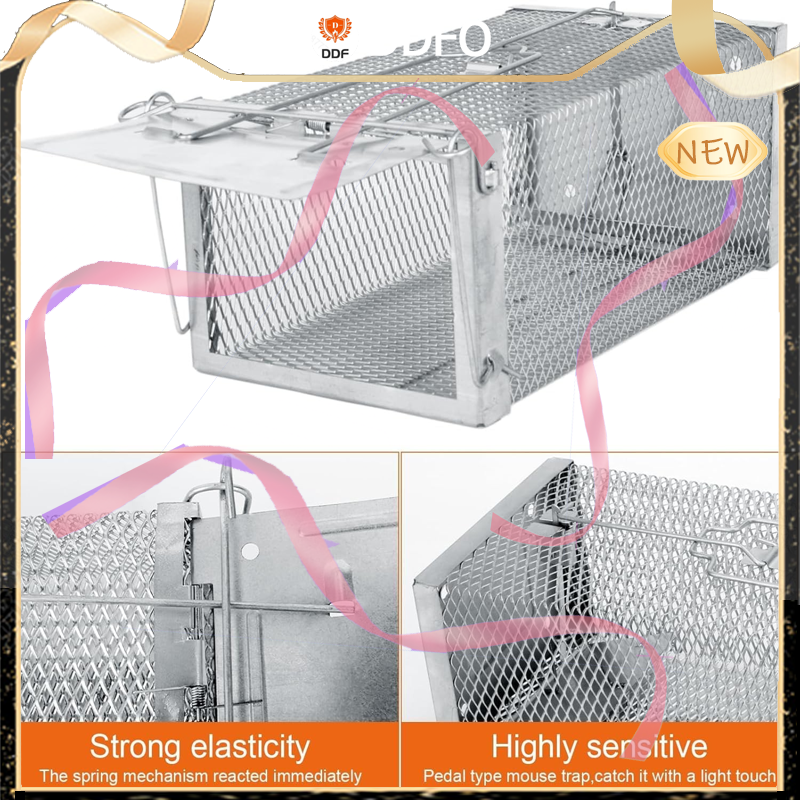 DDF
DDFO
NEW
Strong elasticity
The spring mechanism reacted immediately
Highly sensitive
Pedal type mouse trap,catch it with a light touch